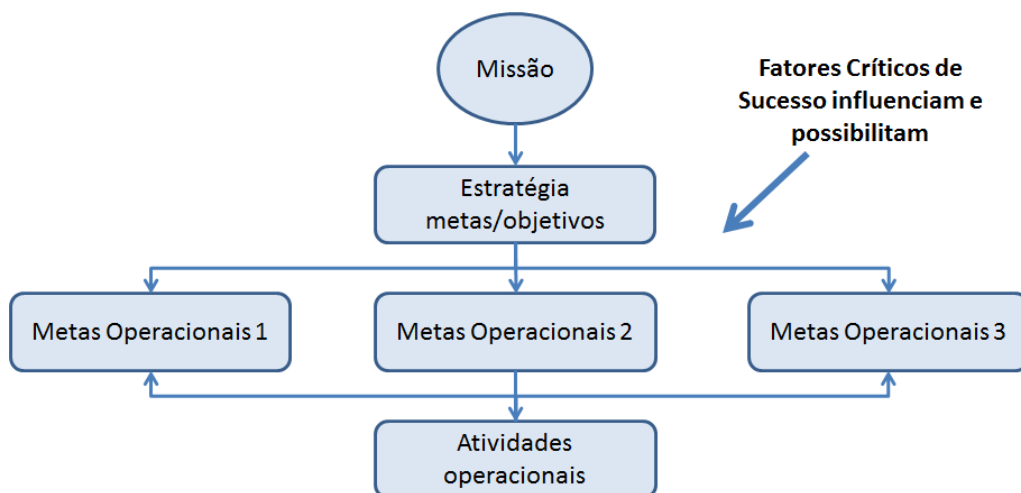 Missão
Fatores Críticos de
Sucesso influenciam e
possibilitam
Estratégia
metas/objetivos
Metas Operacionais 1
Metas Operacionais 2
Metas Operacionais 3
Atividades
operacionais